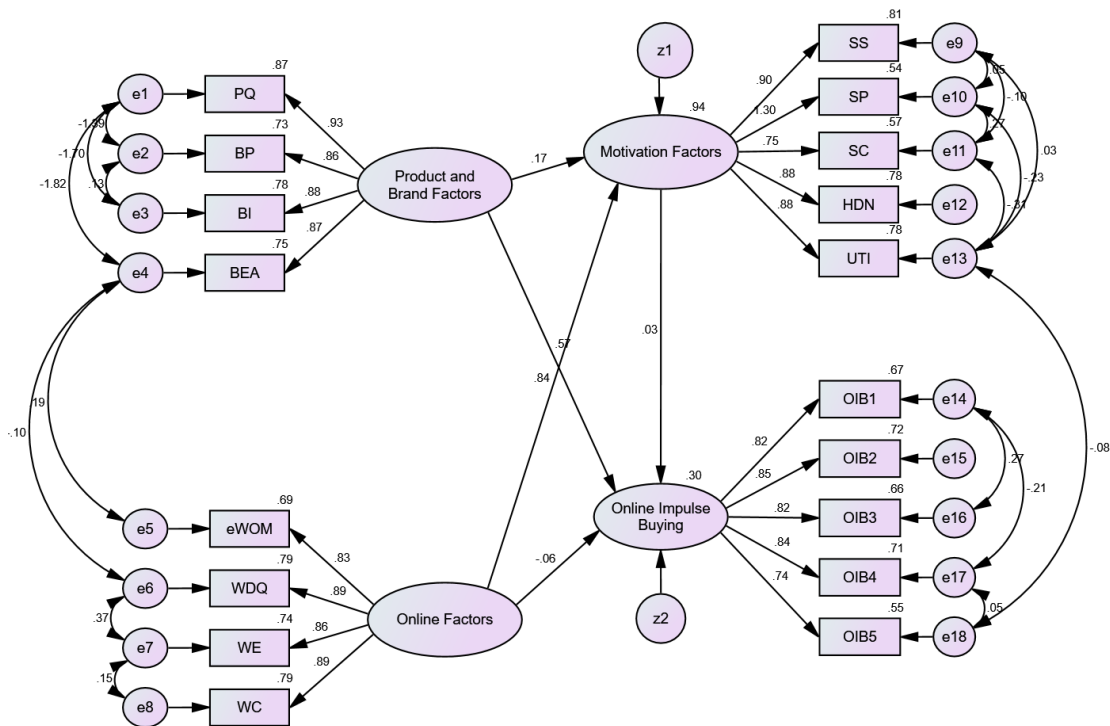 z1
.81
SS
e9
.87
.05
PQ
e1
.90
.54
SP
e10
-.10
-1.39
.93
.94
1.30
.73
BP
e2
.86
Motivation Factors
.27
.57
SC
e11
.03
-1.70
.75
Product and
Brand Factors
.17
-.23
-1.82
.13
.78
BI
e3
.88
.88
.78
HDN
e12
-.31
.87
.88
.75
BEA
e4
.78
UTI
e13
.03
.57
.84
.19
-.10
.67
OIB1
e14
.82
.72
OIB2
e15
.27
-.08
.85
.30
-.21
.66
OIB3
e16
.82
Online Impulse
Buying
.69
eWOM
e5
.83
-.06
.84
.71
OIB4
e17
.79
WDQ
e6
.89
.74
.05
.37
z2
.55
OIB5
e18
.74
WE
e7
.86
Online Factors
.15
.89
.79
WC
e8